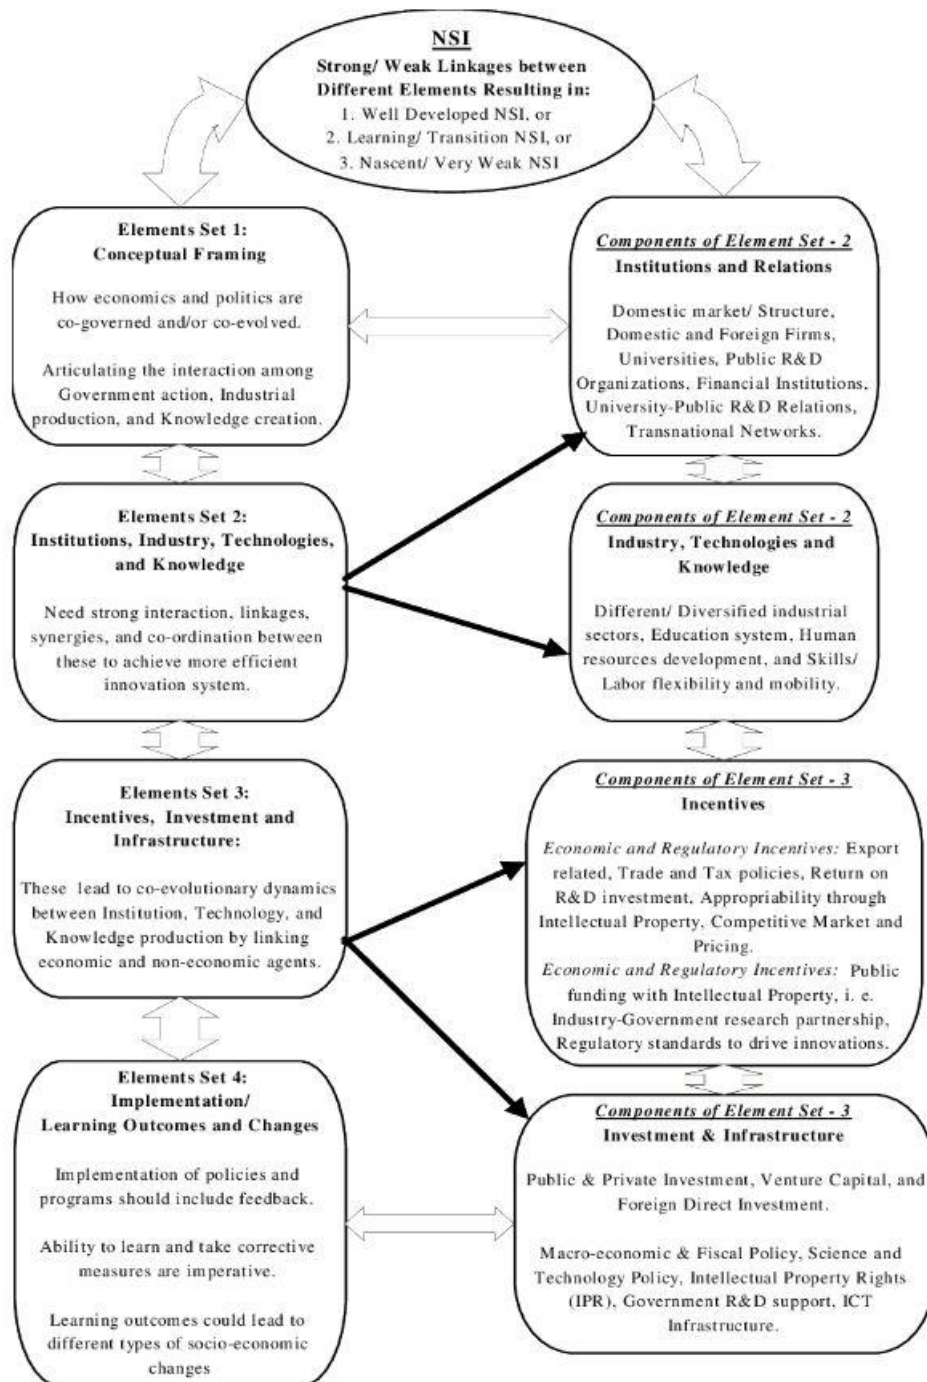 NSI
Strong/ Weak Linkages between
Different Elements Resulting in:
1. Well Developed NSI, or
2. Learning/ Transition NSI, or
3. Nascent/ Very Weak NSI
Elements Set 1:
Conceptual Framing
How economics and politics are
co-governed and/or co-evolved.
Articulating the interaction among
Government action, Industrial
production, and Knowledge creation.
Components of Element Set - 2
Institutions and Relations
Domestic market/ Structure,
Domestic and Foreign Firms,
Universities, Public R&D
Organizations, Financial Institutions,
University-Public R&D Relations,
Transnational Networks.
Elements Set 2:
Institutions, Industry, Technologies,
and Knowledge
Need strong interaction, linkages,
synergies, and co-ordination between
these to achieve more efficient
innovation system.
Components of Element Set - 2
Industry, Technologies and
Knowledge
Different/ Diversified industrial
sectors, Education system, Human
resources development, and Skills/
Labor flexibility and mobility.
Elements Set 3:
Incentives, Investment and
Infrastructure:
These lead to co-evolutionary dynamics
between Institution, Technology, and
Knowledge production by linking
economic and non-economic agents.
Components of Element Set - 3
Incentives
Economic and Regulatory Incentives: Export
related, Trade and Tax policies, Return on
R&D investment, Appropriability through
Intellectual Property, Competitive Market and
Pricing.
Economic and Regulatory Incentives: Public
funding with Intellectual Property, i. e.
Industry-Government research partnership,
Regulatory standards to drive innovations.
Elements Set 4:
Implementation/
Learning Outcomes and Changes
Implementation of policies and
programs should include feedback.
Ability to learn and take corrective
measures are imperative.
Learning outcomes could lead to
different types of socio-economic
changes
Components of Element Set - 3
Investment & Infrastructure
Public & Private Investment, Venture Capital, and
Foreign Direct Investment.
Macro-economic & Fiscal Policy, Science and
Technology Policy, Intellectual Property Rights
(IPR), Government R&D support, ICT
Infrastructure.